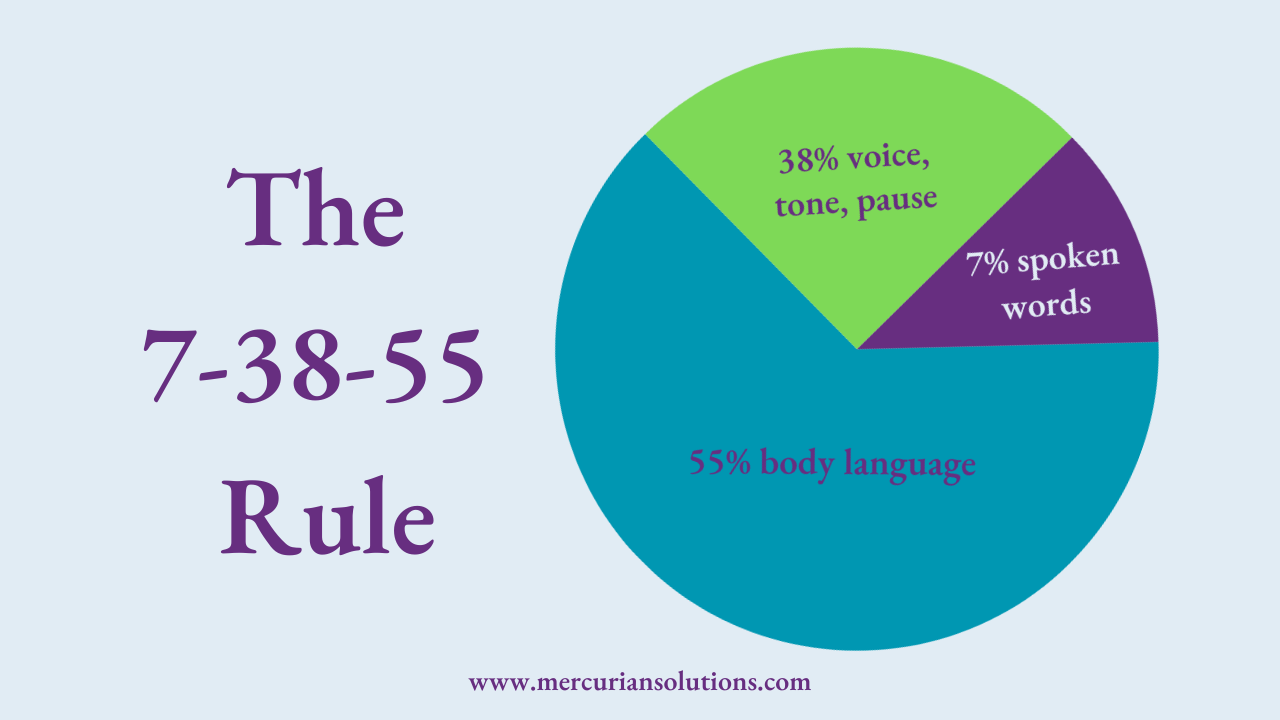 The
7-38-55
Rule
38% voice,
tone, pause
7% spoken
words
55% body language
www.mercuriansolutions.com